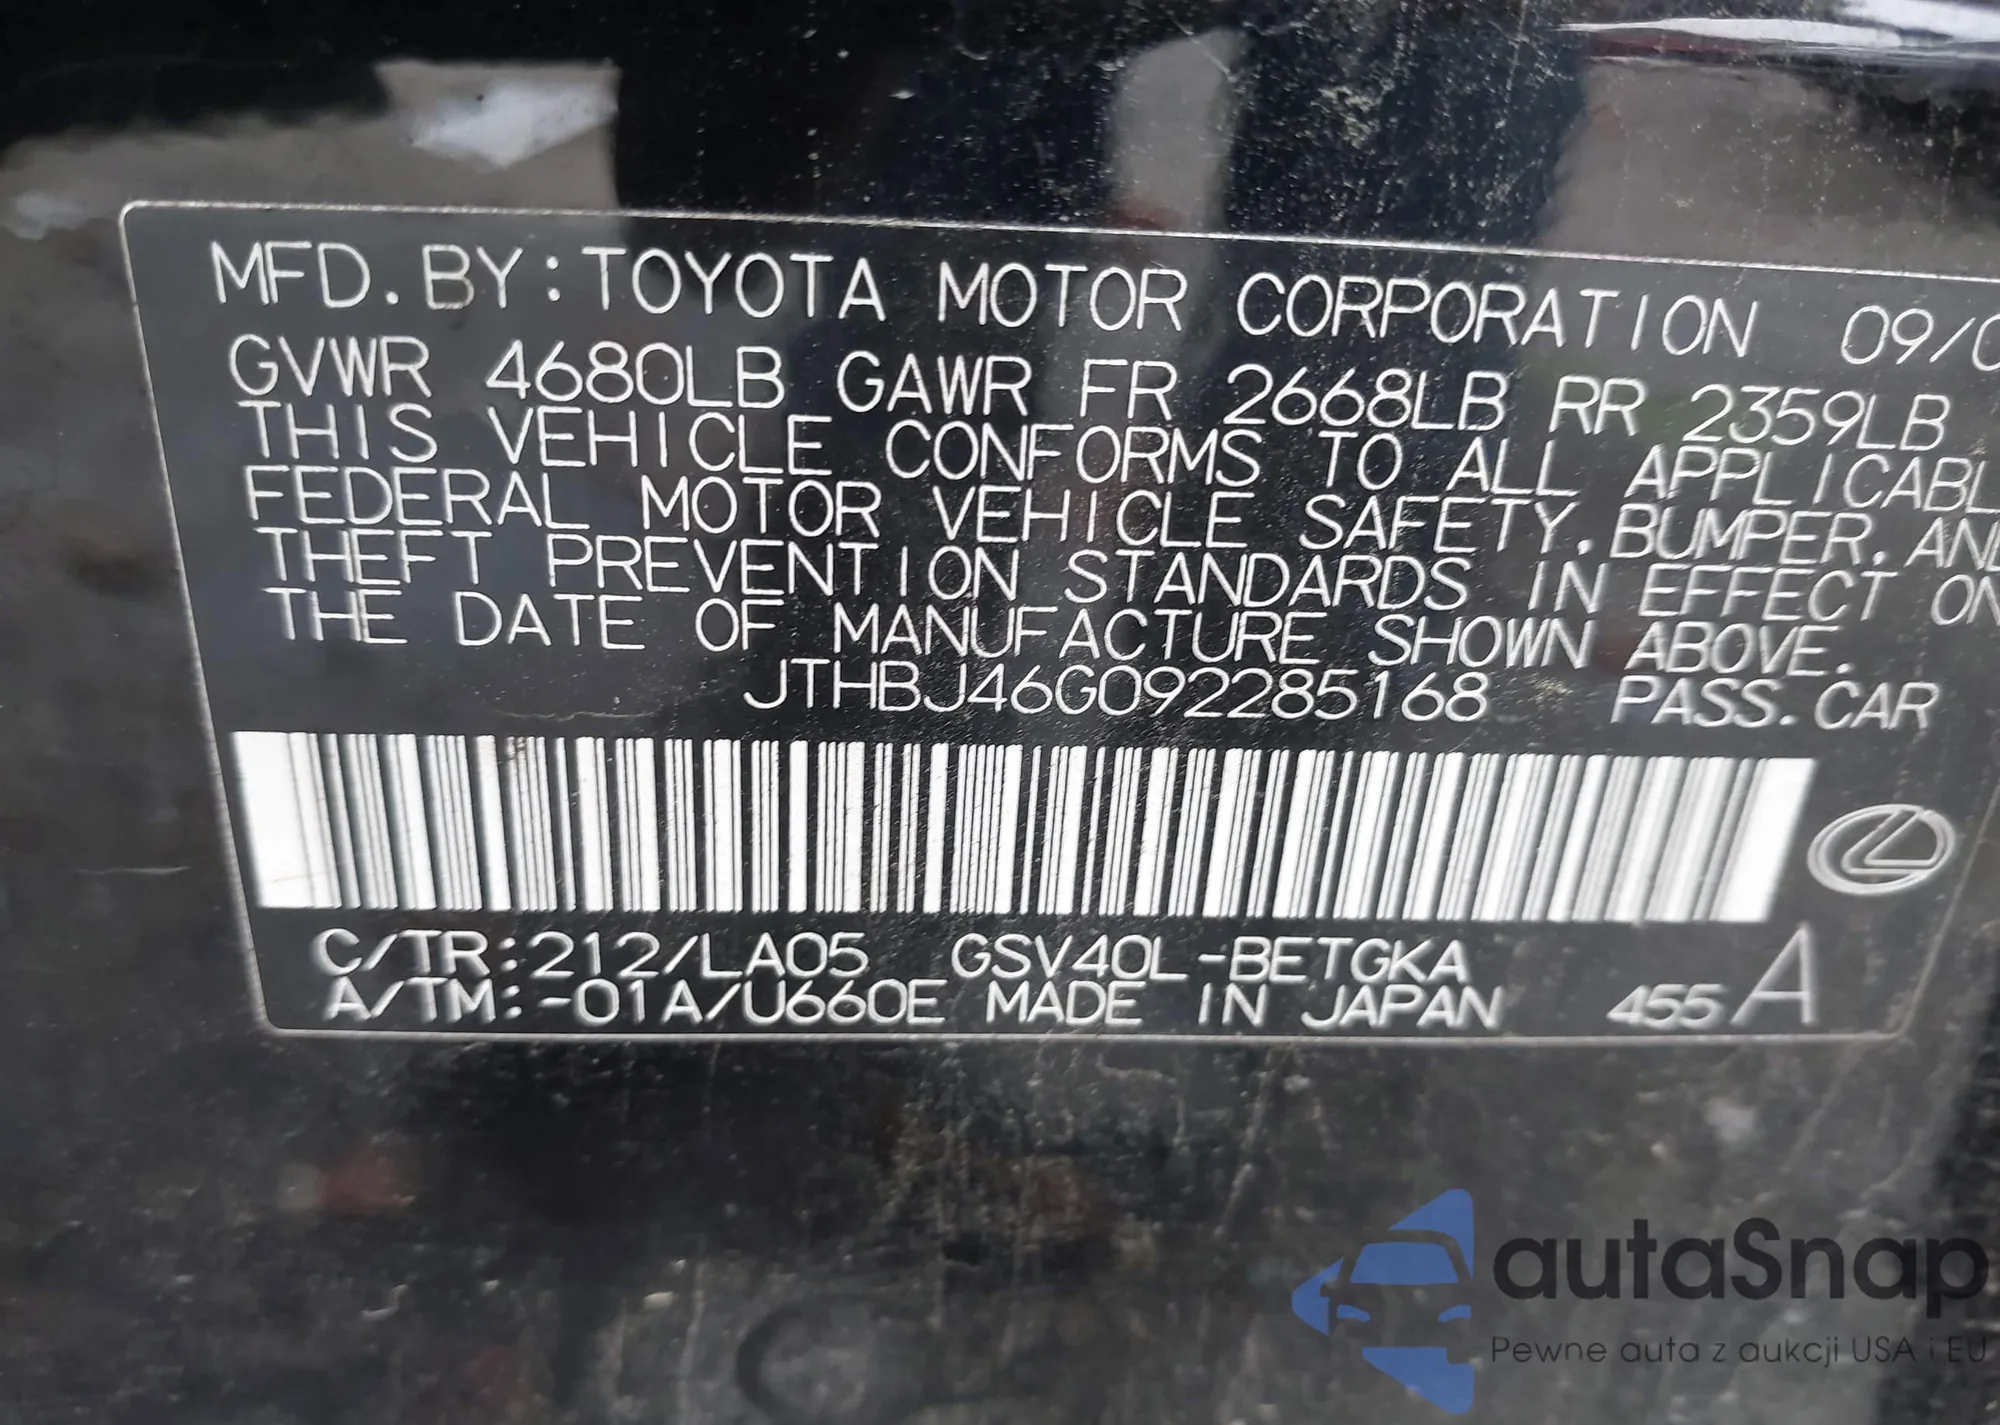 MFD. BY: TOYOTA MOTOR CORPORATION 09/0
GVWR 4680LB GAWR FR 2668LB RR 2359LB
THIS VEHICLE CONFORMS TO ALL APPLICABL
FEDERAL MOTOR VEHICLE SAFETY, BUMPER, AND
THEFT PREVENTION STANDARDS IN EFFECT ON
THE DATE OF MANUFACTURE SHOWN ABOVE.
JTHBJ46G092285168 PASS. CAR
C/TR:212/LA05 GSV40L-BETGKA
A/TM:-01A/U660E MADE IN JAPAN 455 A
autaSnap
Pewne auta z aukcji USA i EU